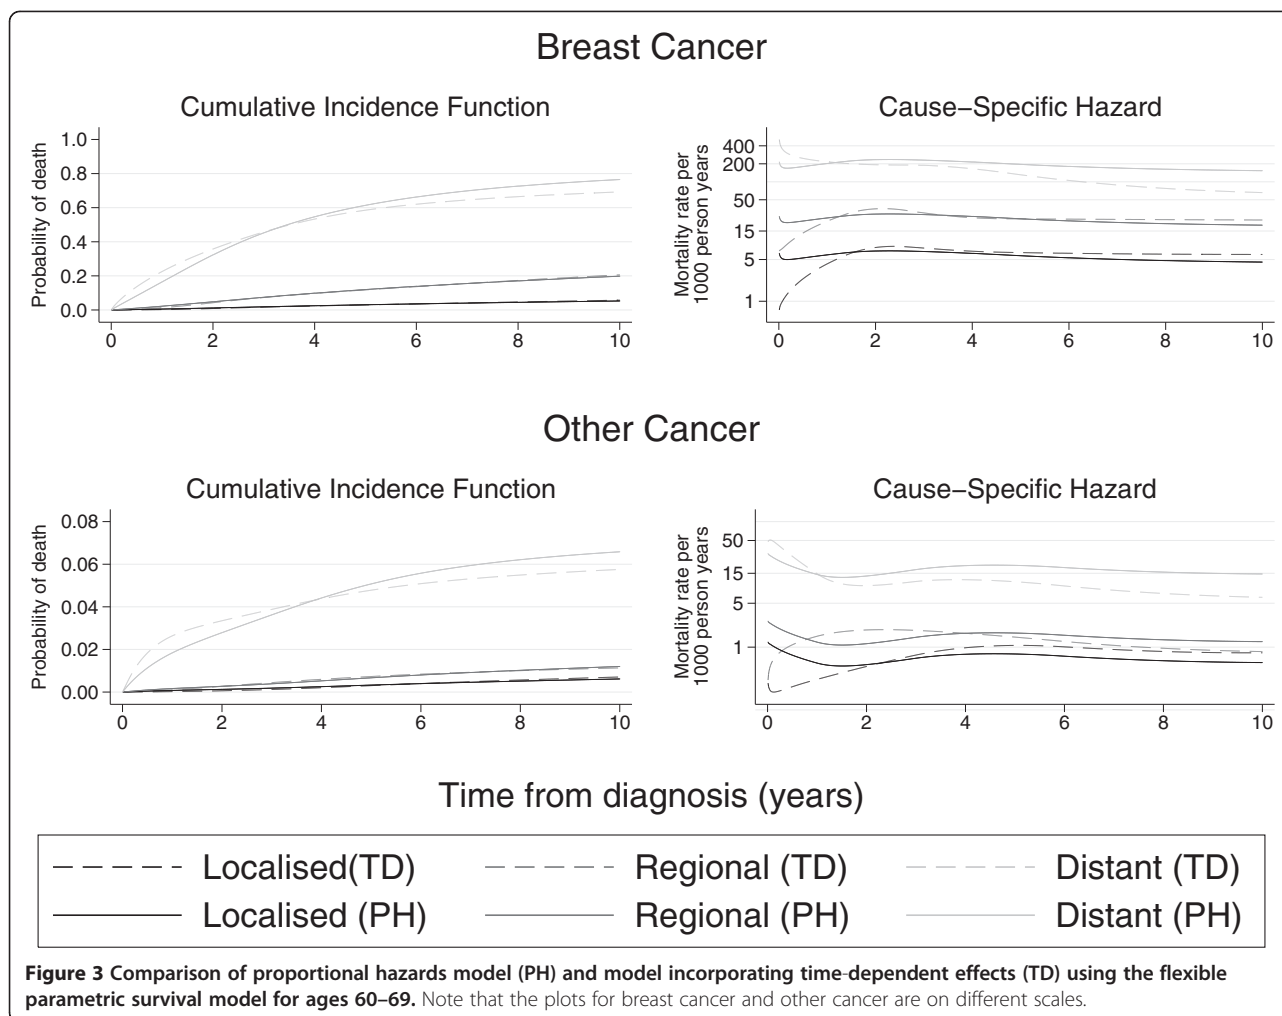 Breast Cancer
Cumulative Incidence Function
Probability of death
1.0
0.8
0.6
0.4
0.2
0.0
0 2 4 6 8 10
Cause−Specific Hazard
Mortality rate per
1000 person years
400
200
50
15
5
1
0 2 4 6 8 10
Other Cancer
Cumulative Incidence Function
Probability of death
0.08
0.06
0.04
0.02
0.00
0 2 4 6 8 10
Cause−Specific Hazard
Mortality rate per
1000 person years
50
15
5
1
0 2 4 6 8 10
Time from diagnosis (years)
Localised(TD) Regional (TD) Distant (TD)
Localised (PH) Regional (PH) Distant (PH)
Figure 3 Comparison of proportional hazards model (PH) and model incorporating time-dependent effects (TD) using the flexible
parametric survival model for ages 60–69. Note that the plots for breast cancer and other cancer are on different scales.